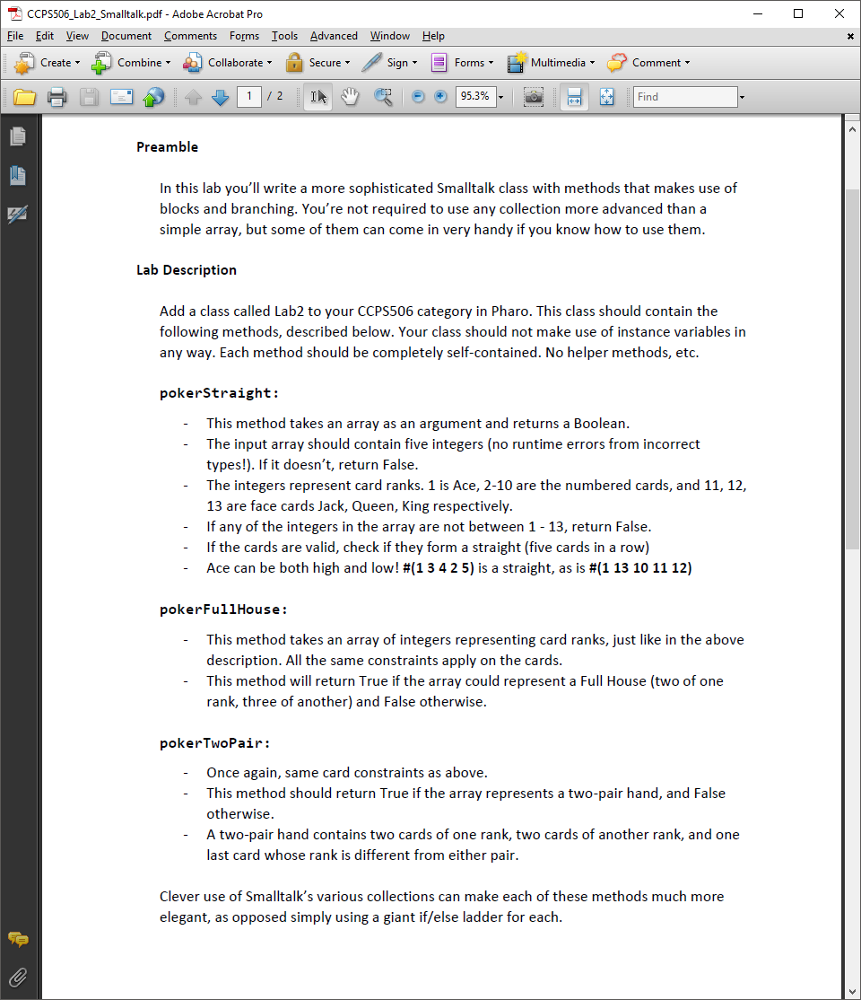 CCPS506_Lab2_Smalltalk.pdf - Adobe Acrobat Pro
File Edit View Document Comments Forms Tools Advanced Window Help
Create Combine Collaborate Secure Sign Forms Multimedia Comment
1 / 2 95.3% Find
Preamble
In this lab you’ll write a more sophisticated Smalltalk class with methods that makes use of
blocks and branching. You’re not required to use any collection more advanced than a
simple array, but some of them can come in very handy if you know how to use them.
Lab Description
Add a class called Lab2 to your CCPS506 category in Pharo. This class should contain the
following methods, described below. Your class should not make use of instance variables in
any way. Each method should be completely self-contained. No helper methods, etc.
pokerStraight:
- This method takes an array as an argument and returns a Boolean.
- The input array should contain five integers (no runtime errors from incorrect
types!). If it doesn’t, return False.
- The integers represent card ranks. 1 is Ace, 2-10 are the numbered cards, and 11, 12,
13 are face cards Jack, Queen, King respectively.
- If any of the integers in the array are not between 1 - 13, return False.
- If the cards are valid, check if they form a straight (five cards in a row)
- Ace can be both high and low! #(1 3 4 2 5) is a straight, as is #(1 13 10 11 12)
pokerFullHouse:
- This method takes an array of integers representing card ranks, just like in the above
description. All the same constraints apply on the cards.
- This method will return True if the array could represent a Full House (two of one
rank, three of another) and False otherwise.
pokerTwoPair:
- Once again, same card constraints as above.
- This method should return True if the array represents a two-pair hand, and False
otherwise.
- A two-pair hand contains two cards of one rank, two cards of another rank, and one
last card whose rank is different from either pair.
Clever use of Smalltalk’s various collections can make each of these methods much more
elegant, as opposed simply using a giant if/else ladder for each.